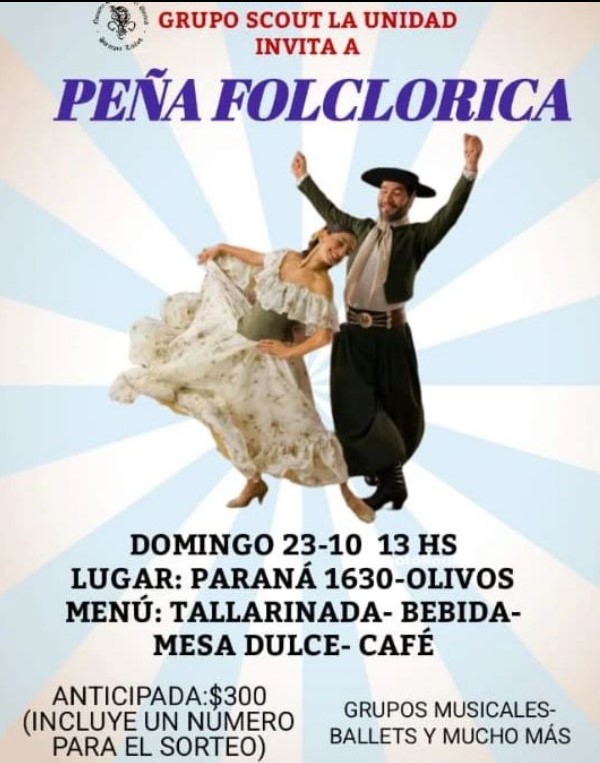 GRUPO SCOUT LA UNIDAD
INVITA A
PEÑA FOLCLORICA
DOMINGO 23-10 13 HS
LUGAR: PARANÁ 1630-OLIVOS
MENÚ: TALLARINADA- BEBIDA-
MESA DULCE- CAFÉ
ANTICIPADA:$300
(INCLUYE UN NÚMERO
PARA EL SORTEO)
GRUPOS MUSICALES-
BALLETS Y MUCHO MÁS